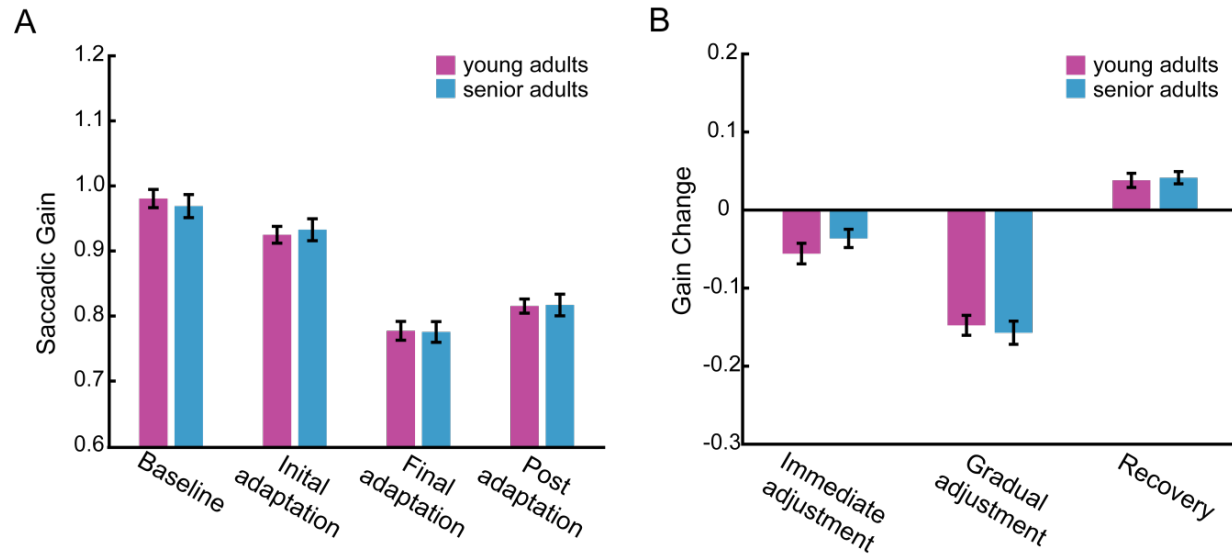 A
Saccadic Gain
1.2
1.1
1.0
0.9
0.8
0.7
0.6
young adults
senior adults
Baseline
Inital
adaptation
Final
adaptation
Post
adaptation
B
Gain Change
0.2
0.1
0
-0.1
-0.2
-0.3
young adults
senior adults
Immediate
adjustment
Gradual
adjustment
Recovery